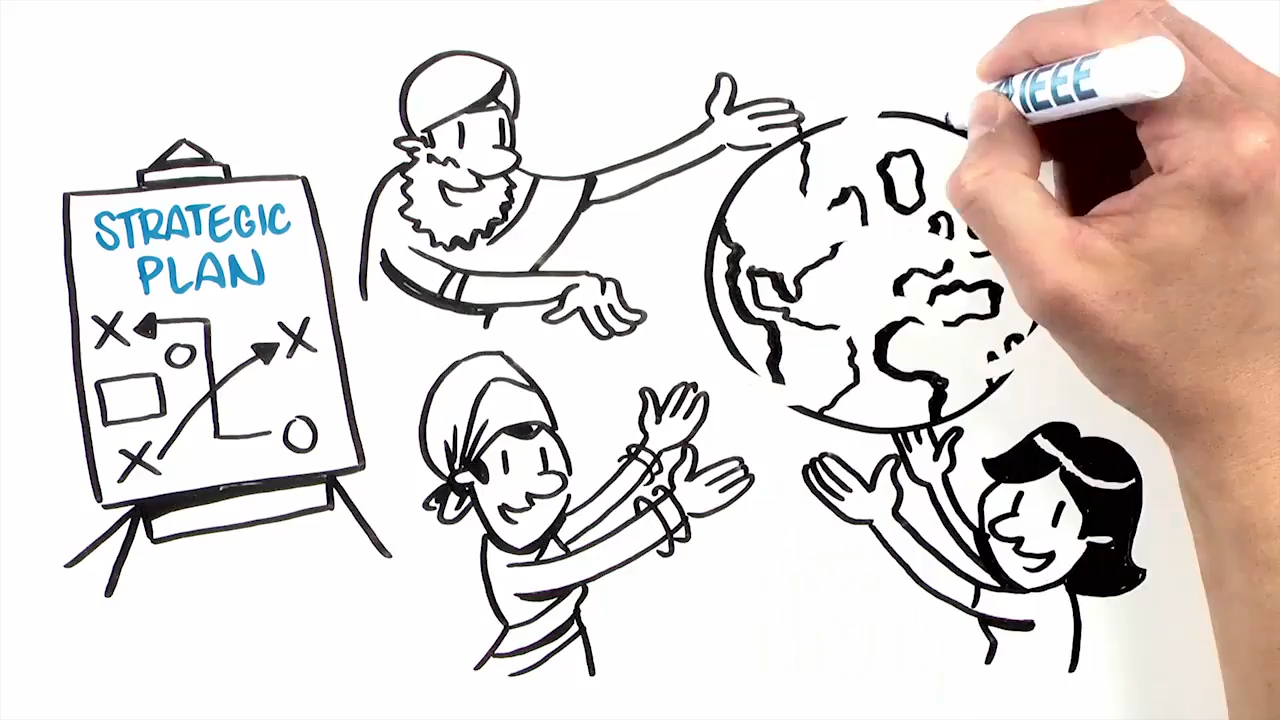 STRATEGIC
PLAN
X
X
O
X
O
IEEE